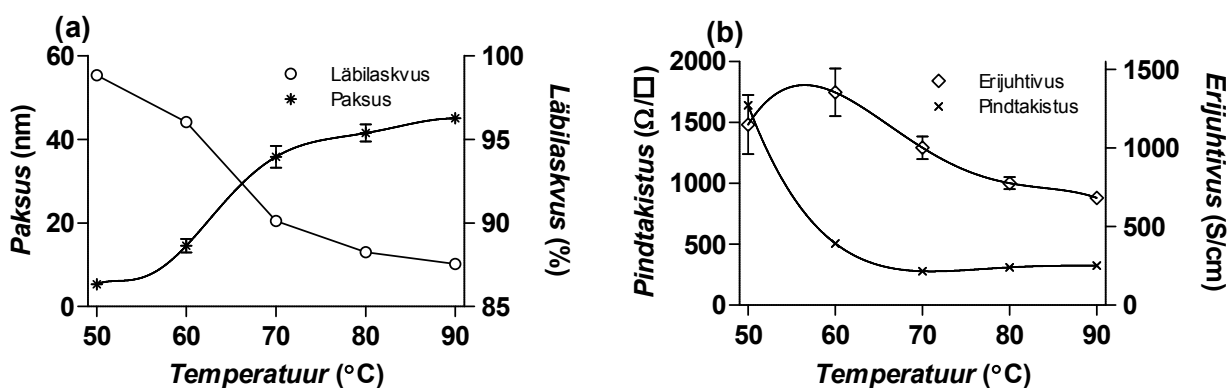 (a)
60
40
20
0
Paksus (nm)
100
95
90
85
Läbilaskvus (%)
Läbilaskvus
Paksus
50 60 70 80 90
Temperatuur (°C)
(b)
2000
1500
1000
500
0
Pindtakistus (Ω/□)
1500
1000
500
0
Erijuhtivus (S/cm)
Erijuhtivus
Pindtakistus
50 60 70 80 90
Temperatuur (°C)